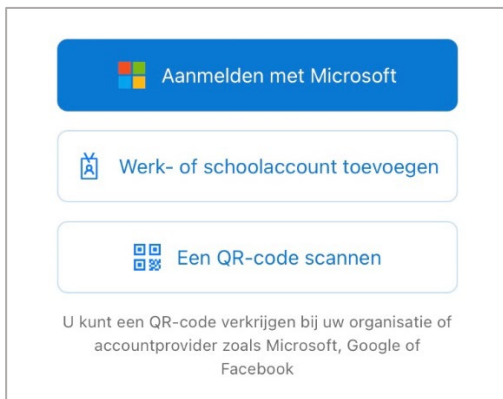 Aanmelden met Microsoft
Werk- of schoolaccount toevoegen
Een QR-code scannen
U kunt een QR-code verkrijgen bij uw organisatie of
accountprovider zoals Microsoft, Google of
Facebook